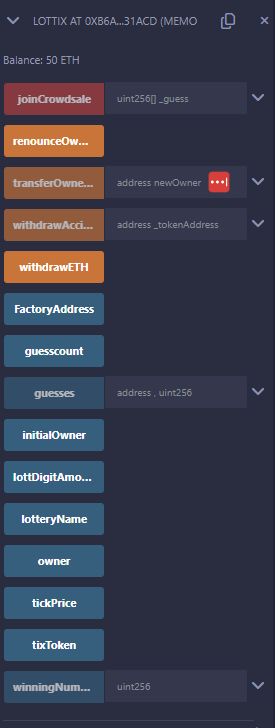 LOTTIX AT 0XB6A...31ACD (MEMO
Balance: 50 ETH
joinCrowdsale uint256[] _guess
renounceOw...
transferOwne... address newOwner
withdrawAcci... address _tokenAddress
withdrawETH
FactoryAddress
guesscount
guesses address , uint256
initialOwner
lottDigitAmo...
lotteryName
owner
tickPrice
tixToken
winningNum... uint256